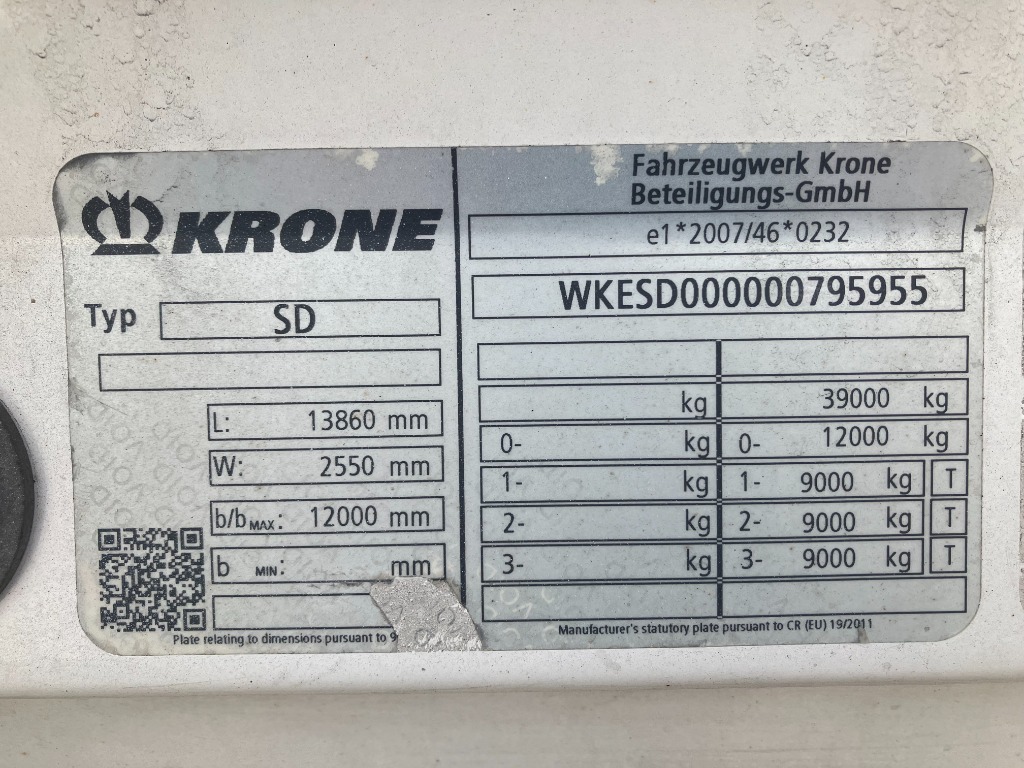 KRONE
Typ SD
L: 13860 mm
W: 2550 mm
b/b MAX: 12000 mm
b MIN: mm
Plate relating to dimensions pursuant to
Fahrzeugwerk Krone
Beteiligungs-GmbH
e1*2007/46*0232
WKESD000000795955
kg 39000 kg
0- kg 0- 12000 kg
1- kg 1- 9000 kg T
2- kg 2- 9000 kg T
3- kg 3- 9000 kg T
Manufacturer's statutory plate pursuant to CR (EU) 19/2011